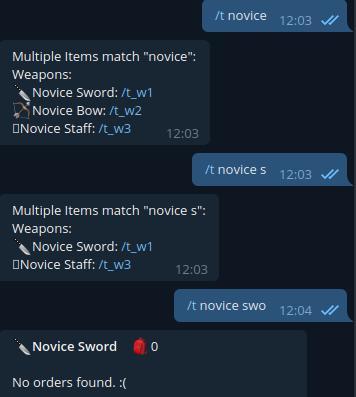 /t novice 12:03
Multiple Items match "novice":
Weapons:
🔪Novice Sword: /t_w1
🏹Novice Bow: /t_w2
▯Novice Staff: /t_w3
12:03
/t novice s 12:03
Multiple Items match "novice s":
Weapons:
🔪Novice Sword: /t_w1
▯Novice Staff: /t_w3
12:03
/t novice swo 12:04
🔪Novice Sword 🎒0
No orders found. :(